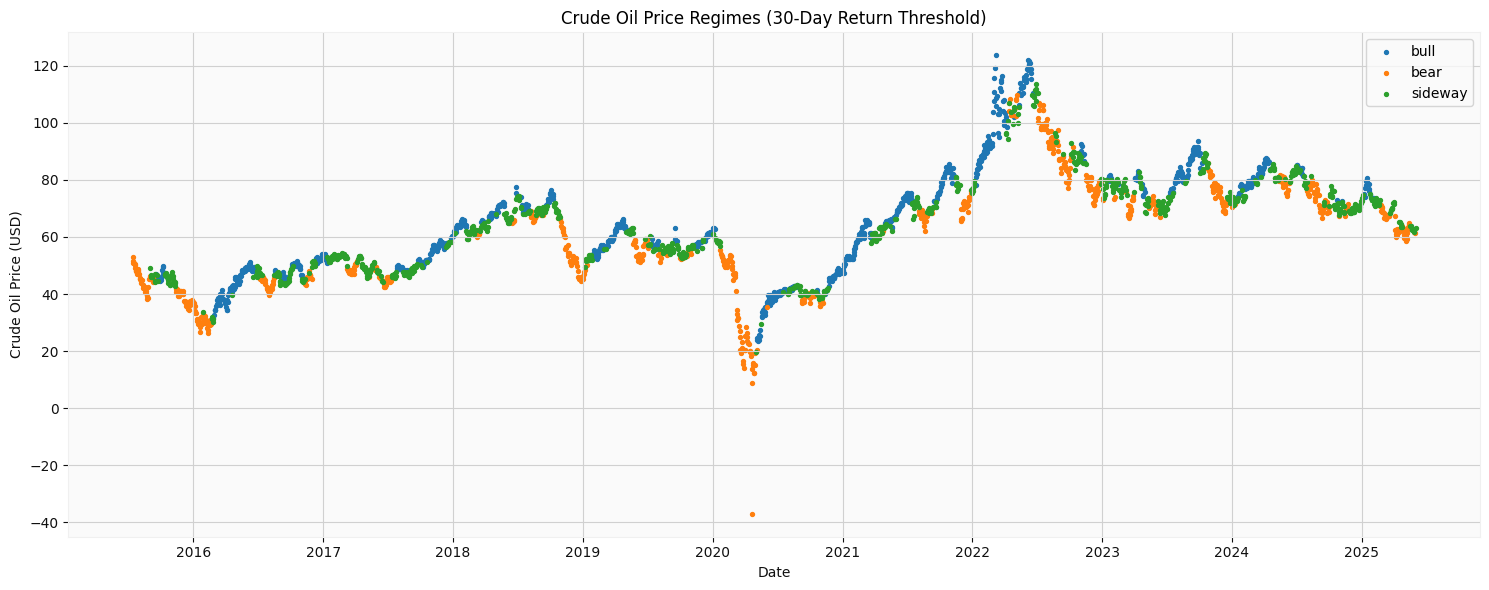 Crude Oil Price Regimes (30-Day Return Threshold)
bull
bear
sideway
Crude Oil Price (USD)
120
100
80
60
40
20
0
−20
−40
2016 2017 2018 2019 2020 2021 2022 2023 2024 2025
Date